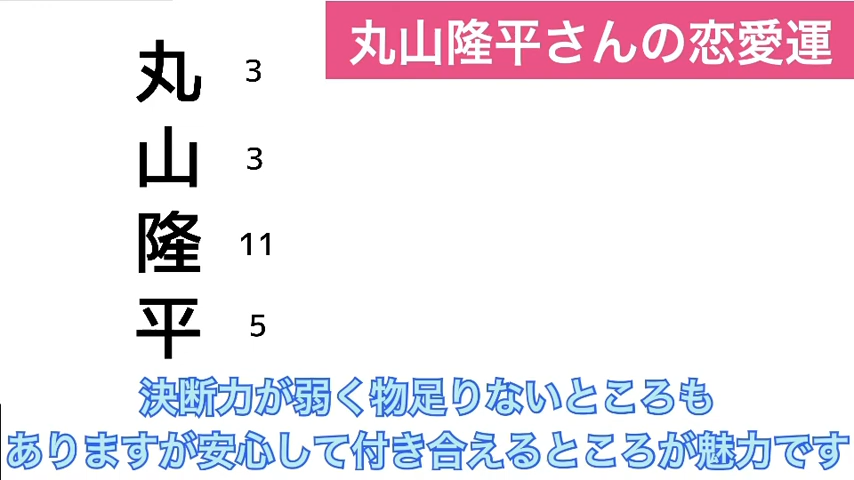 丸山隆平さんの恋愛運
丸 3
山 3
隆 11
平 5
決断力が弱く物足りないところも
ありますが安心して付き合えるところが魅力です